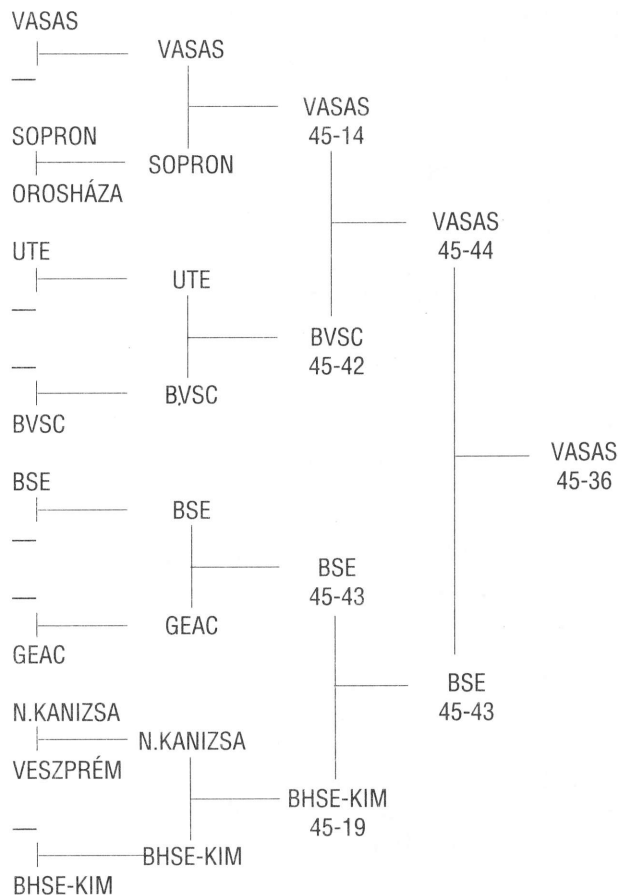 VASAS
VASAS
SOPRON
SOPRON
OROSHÁZA
VASAS
45-14
UTE
UTE
BVSC
BVSC
BVSC
45-42
VASAS
45-44
BSE
BSE
GEAC
GEAC
BSE
45-43
N.KANIZSA
N.KANIZSA
VESZPRÉM
BHSE-KIM
BHSE-KIM
BHSE-KIM
45-19
BSE
45-43
VASAS
45-36